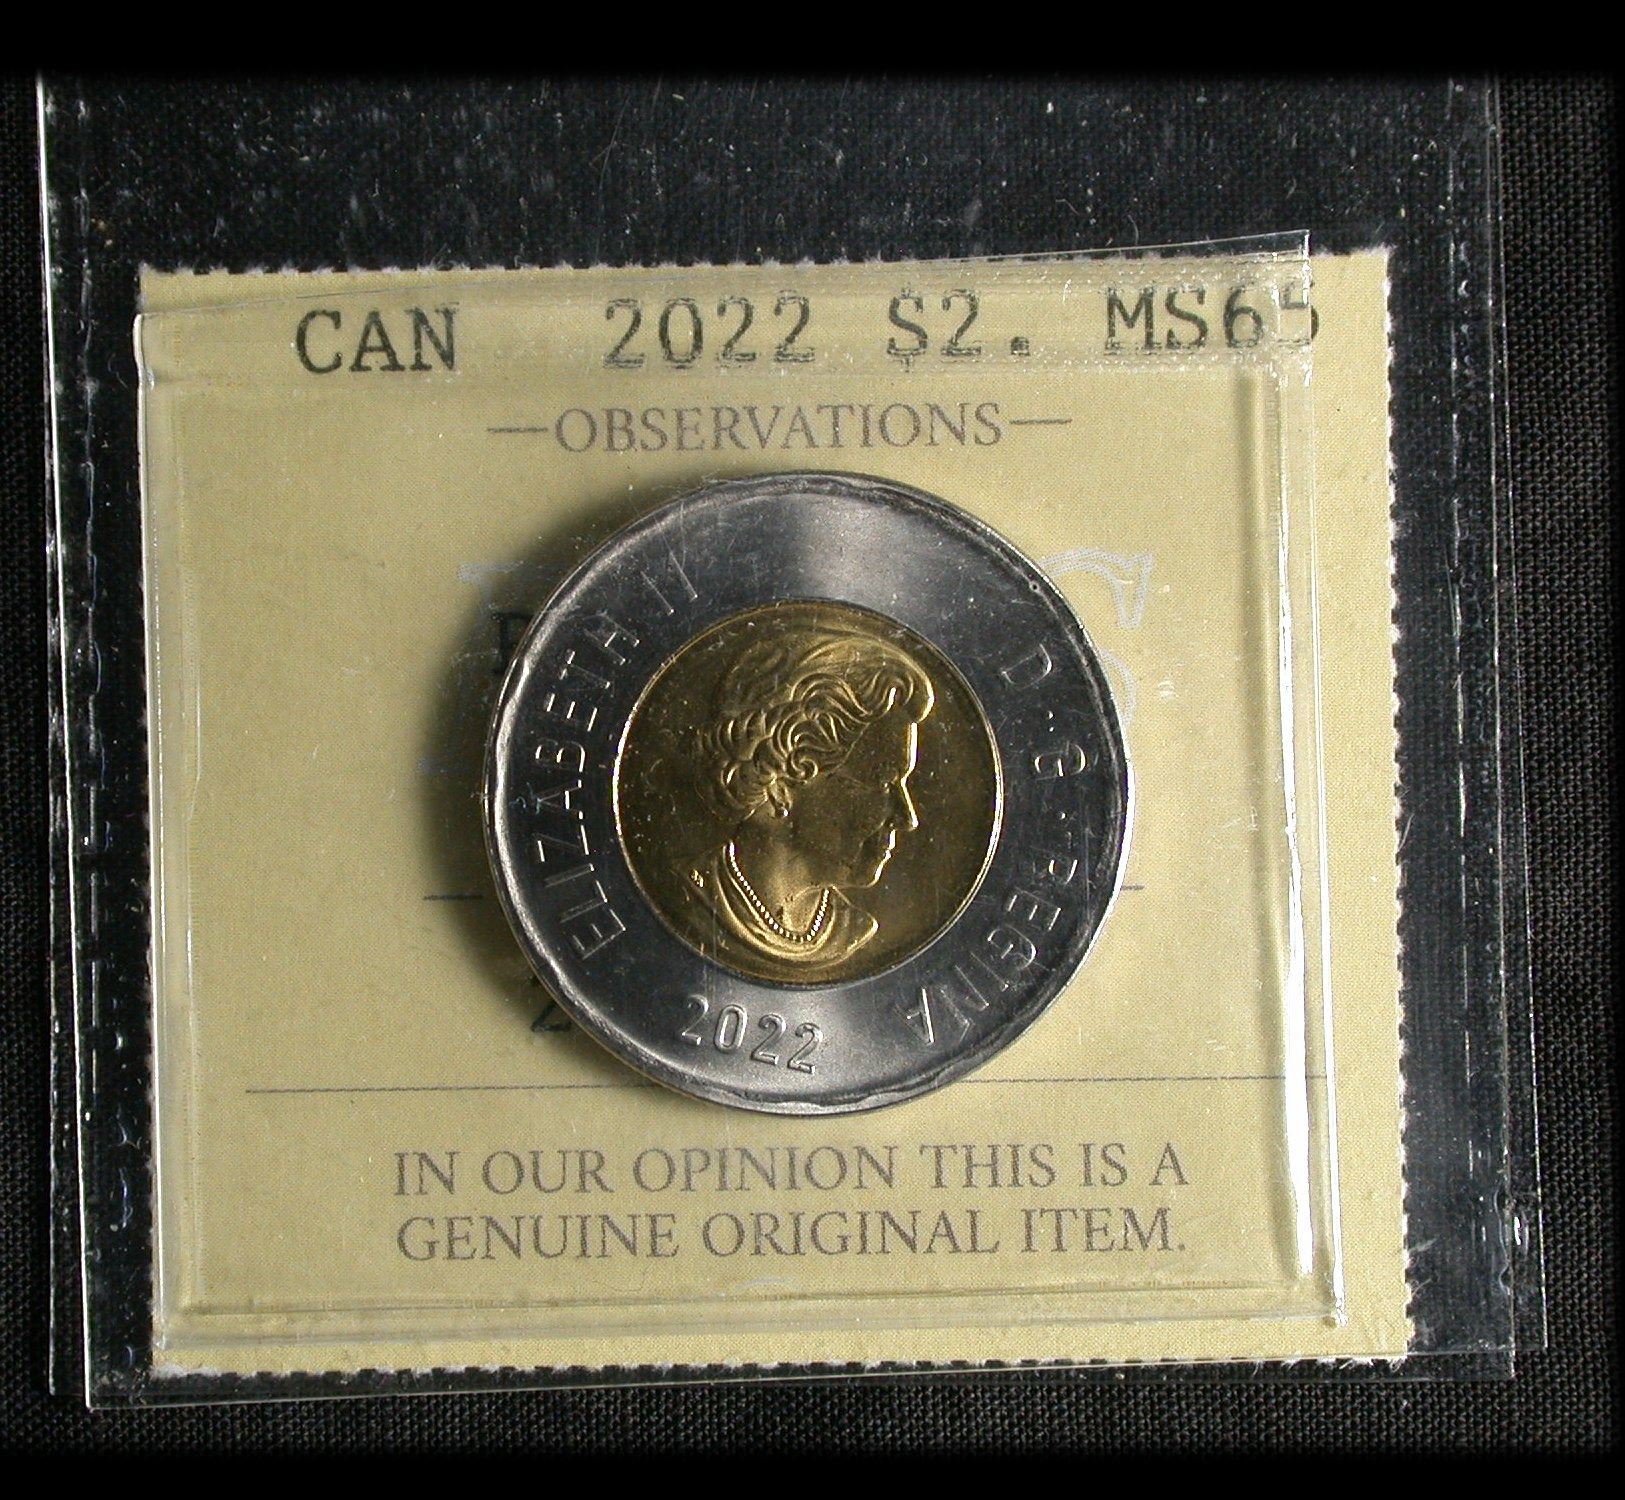 CAN 2022 $2. MS65
—OBSERVATIONS—
ELIZABETH II D·G·REGINA
2022
IN OUR OPINION THIS IS A
GENUINE ORIGINAL ITEM.